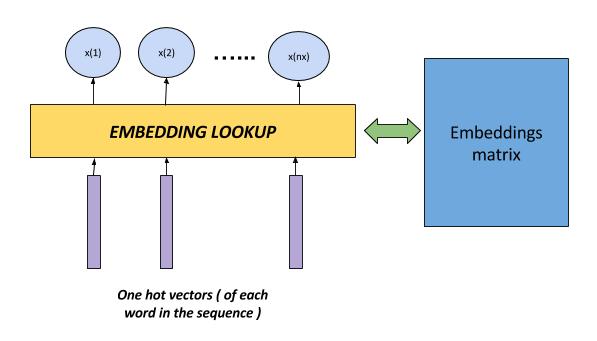 x(1) x(2) ...... x(nx)
EMBEDDING LOOKUP
Embeddings
matrix
One hot vectors ( of each
word in the sequence )